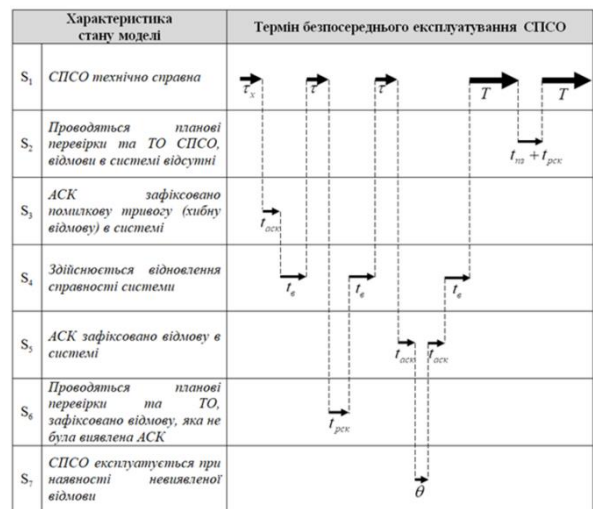 Характеристика
стану моделі
Термін безпосереднього експлуатування СПСО
S₁
СПСО технічно справна
τₓ
τ
τ
T
T
S₂
Проводяться планові
перевірки та ТО СПСО,
відмови в системі відсутні
tпз + tрск
S₃
АСК зафіксовано
помилкову тривогу (хибну
відмову) в системі
tаск
S₄
Здійснюється відновлення
справності системи
tв
tв
tв
S₅
АСК зафіксовано відмову в
системі
tаск
tаск
S₆
Проводяться планові
перевірки та ТО,
зафіксовано відмову, яка не
була виявлена АСК
tрск
S₇
СПСО експлуатується при
наявності невиявленої
відмови
θ